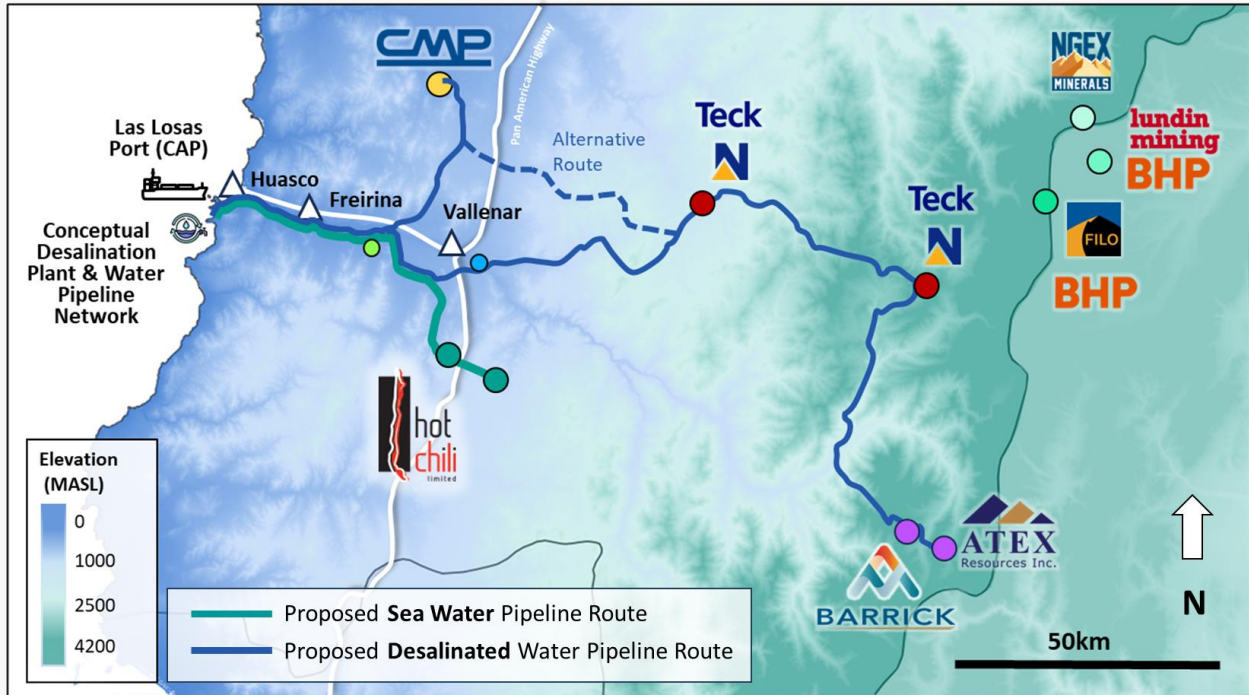 CMP
Pan American Highway
NGEX
MINERALS
Las Losas
Port (CAP)
Teck
Alternative
Route
lundin
mining
BHP
Huasco
Freirina
Vallenar
Teck
FILO
BHP
Conceptual
Desalination
Plant & Water
Pipeline
Network
hot
chili
limited
Elevation
(MASL)
0
1000
2500
4200
ATEX
Resources Inc.
BARRICK
N
50km
Proposed Sea Water Pipeline Route
Proposed Desalinated Water Pipeline Route